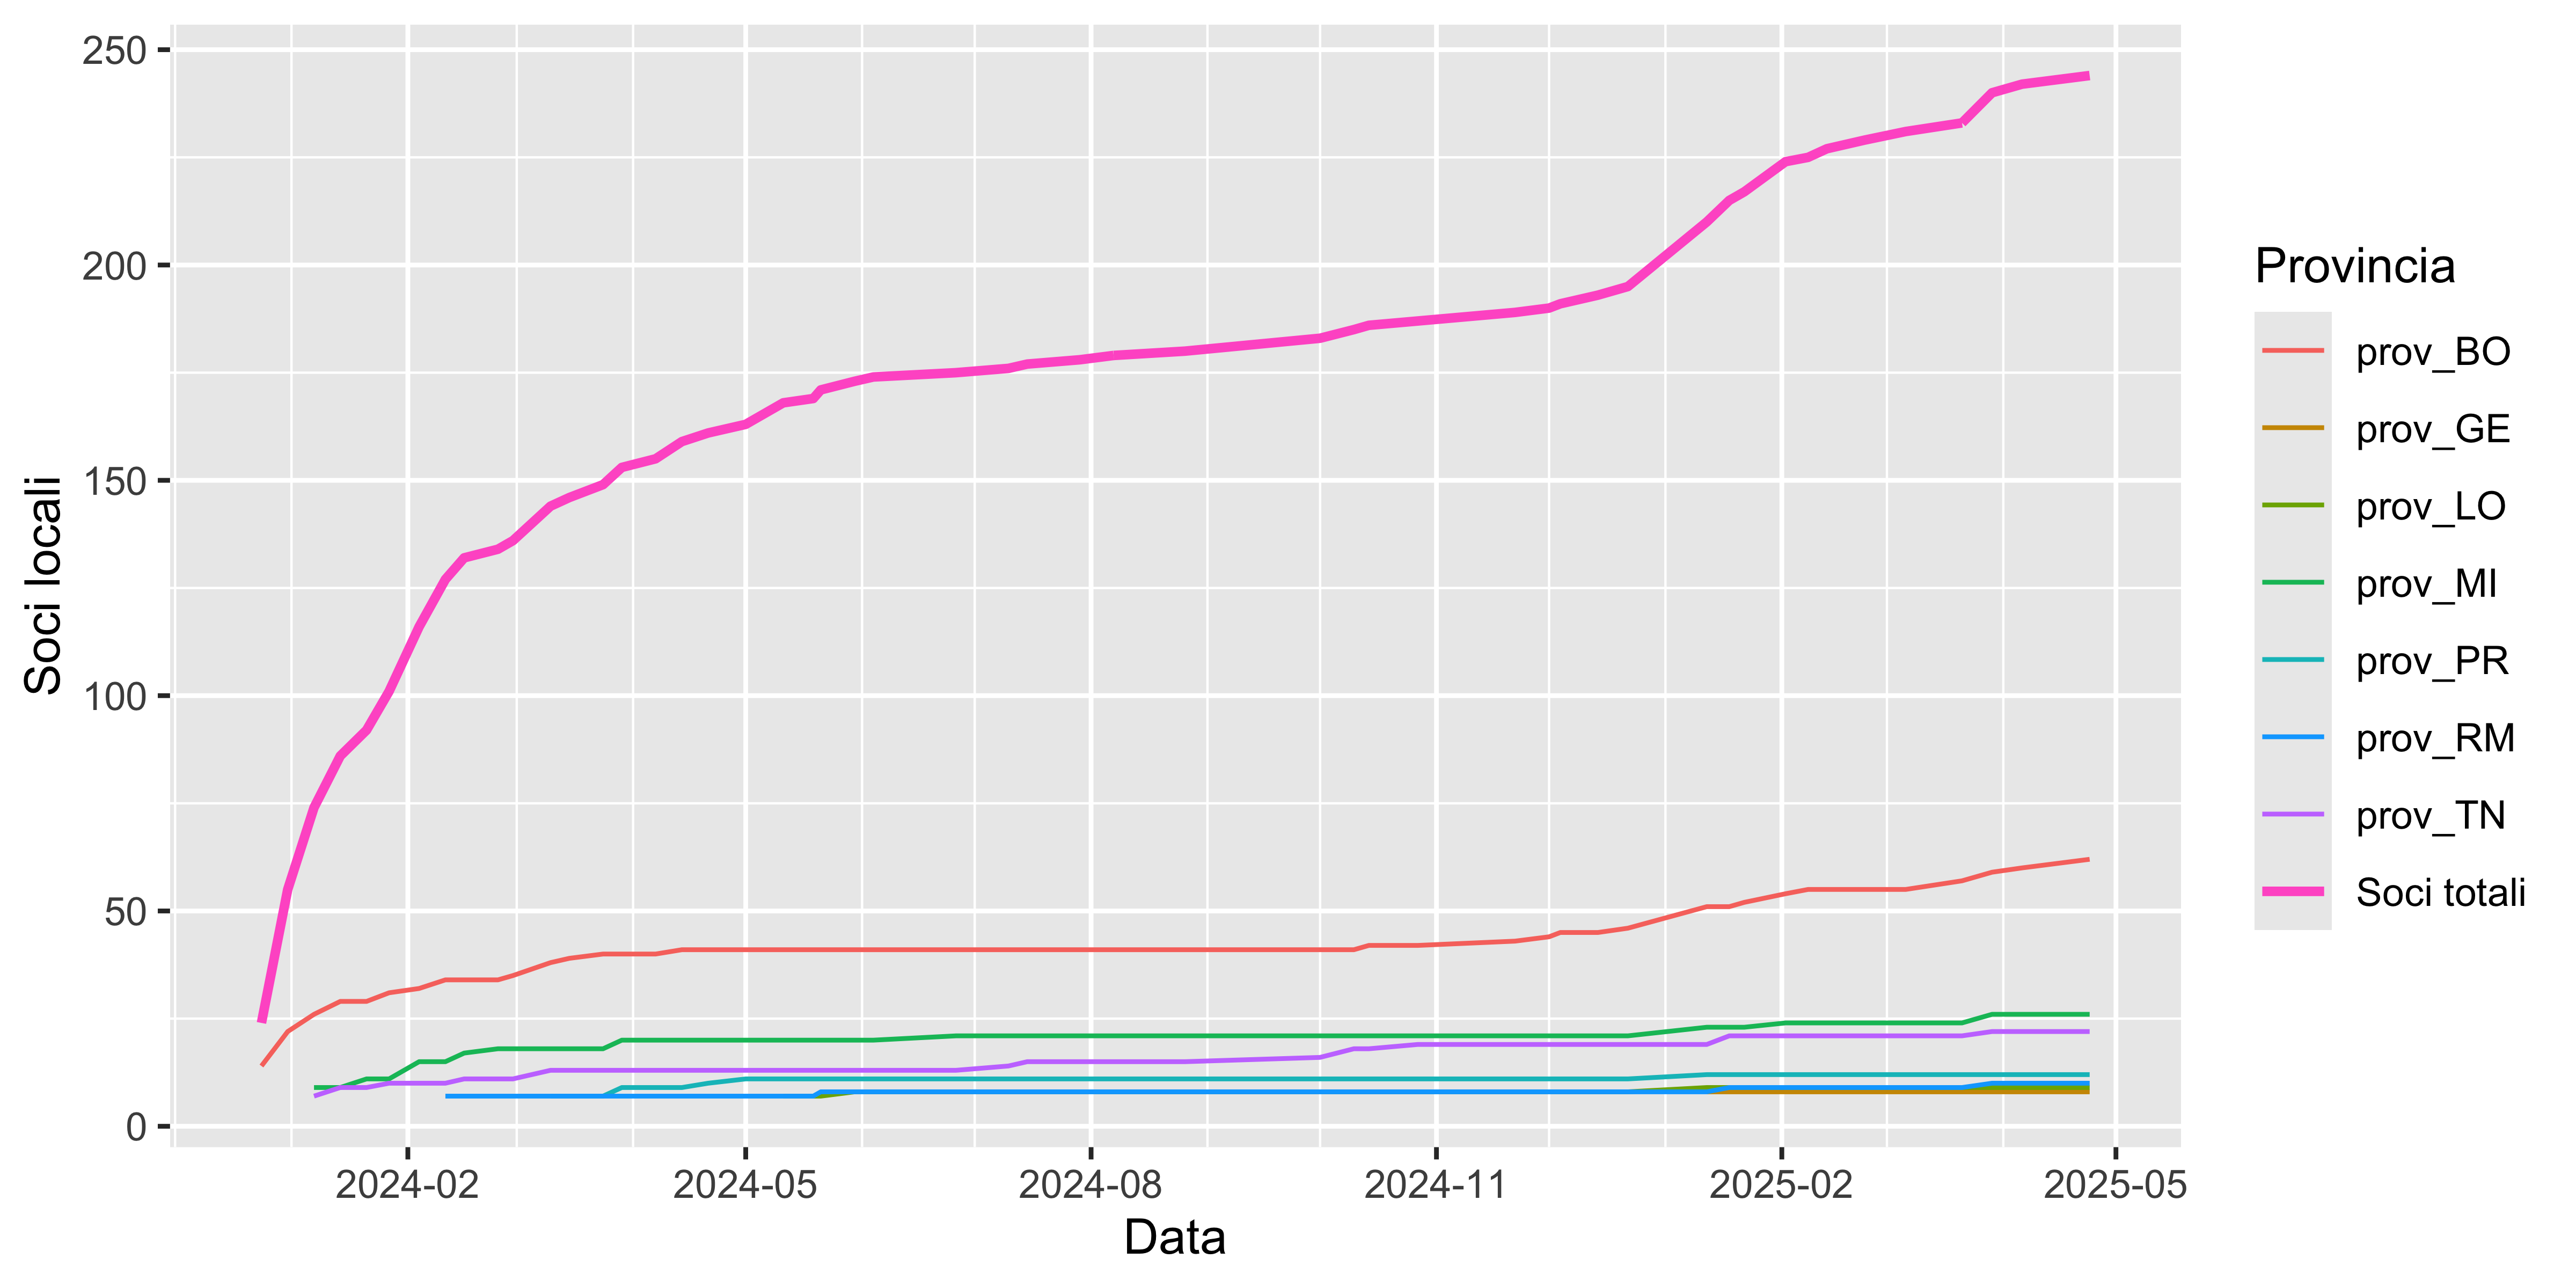 250
200
150
100
50
0
Soci locali
2024-02
2024-05
2024-08
2024-11
2025-02
2025-05
Data
Provincia
prov_BO
prov_GE
prov_LO
prov_MI
prov_PR
prov_RM
prov_TN
Soci totali